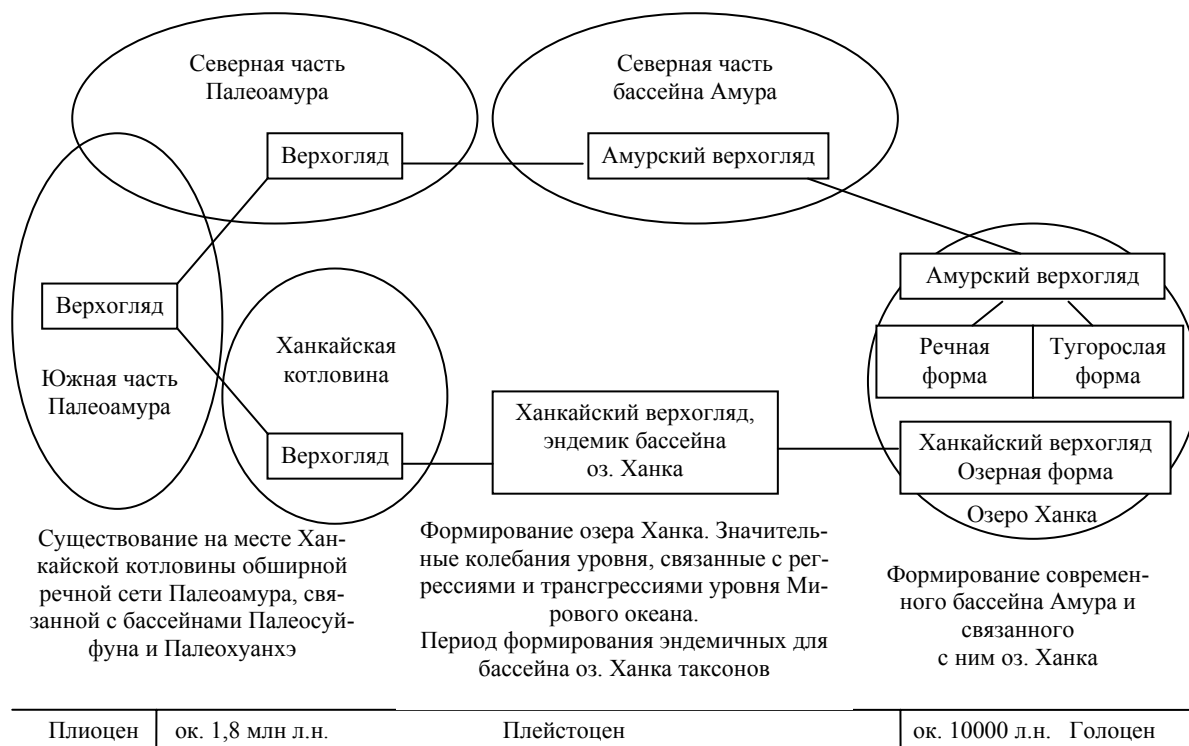 Северная часть
Палеоамура
Северная часть
бассейна Амура
Верхогляд
Амурский верхогляд
Верхогляд
Южная часть
Палеоамура
Ханкайская
котловина
Верхогляд
Ханкайский верхогляд,
эндемик бассейна
оз. Ханка
Амурский верхогляд
Речная
форма
Тугорослая
форма
Ханкайский верхогляд
Озерная форма
Озеро Ханка
Существование на месте Хан-
кайской котловины обширной
речной сети Палеоамура, свя-
занной с бассейнами Палеосуй-
фуна и Палеохуанхэ
Формирование озера Ханка. Значитель-
ные колебания уровня, связанные с рег-
рессиями и трансгрессиями уровня Ми-
рового океана.
Период формирования эндемичных для
бассейна оз. Ханка таксонов
Формирование современ-
ного бассейна Амура и
связанного
с ним оз. Ханка
Плиоцен
ок. 1,8 млн л.н.
Плейстоцен
ок. 10000 л.н. Голоцен